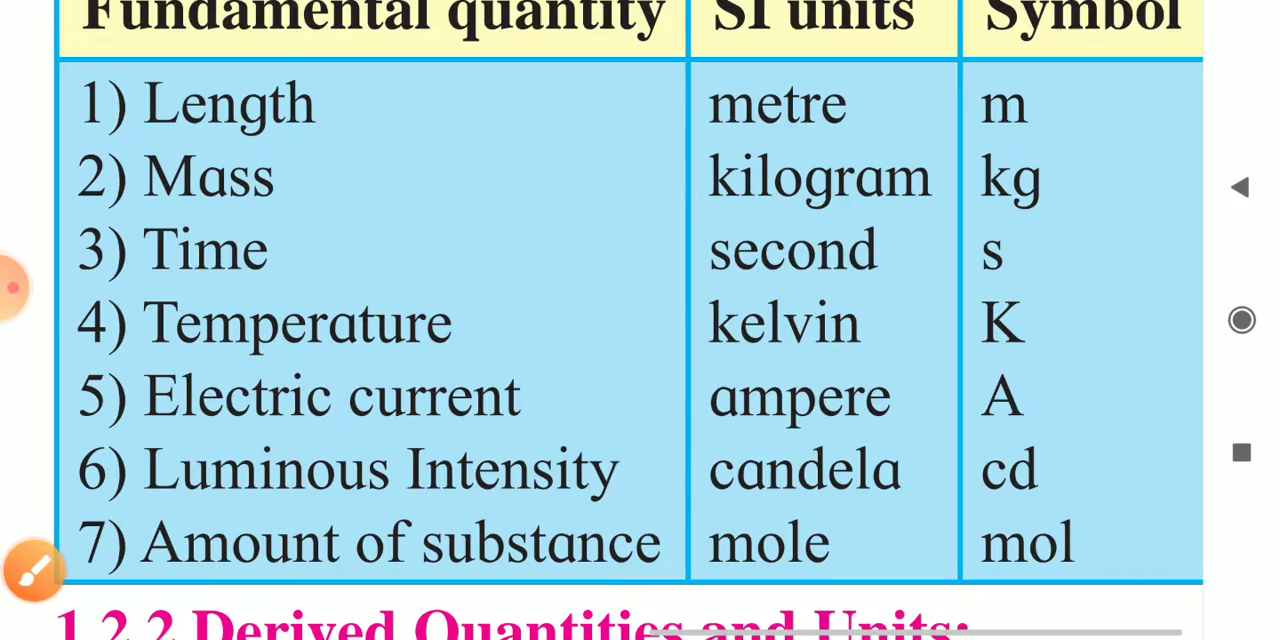 Fundamental quantity SI units Symbol
1) Length metre m
2) Mass kilogram kg
3) Time second s
4) Temperature kelvin K
5) Electric current ampere A
6) Luminous Intensity candela cd
7) Amount of substance mole mol
1.2.2 Derived Quantities and Units: